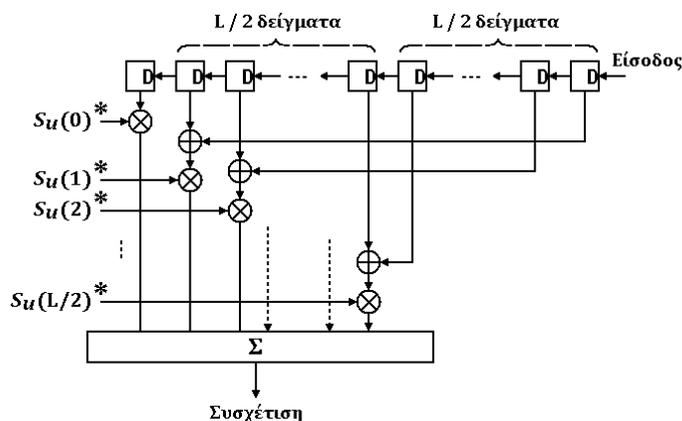 L / 2 δείγματα
L / 2 δείγματα
Είσοδος
D D D ... D D ... D D
Su(0)*
Su(1)*
Su(2)*
Su(L/2)*
Σ
Συσχέτιση